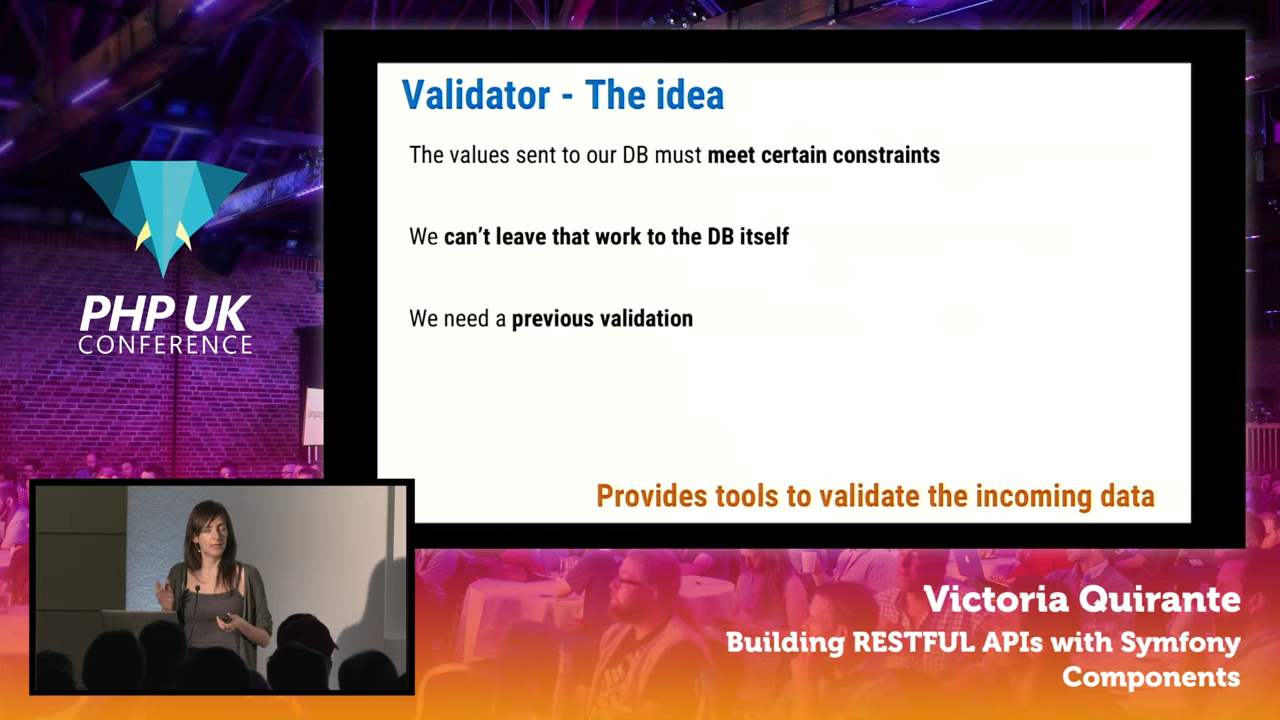 Validator - The idea
The values sent to our DB must meet certain constraints
We can't leave that work to the DB itself
We need a previous validation
Provides tools to validate the incoming data
PHP UK
CONFERENCE
Victoria Quirante
Building RESTFUL APIs with Symfony
Components